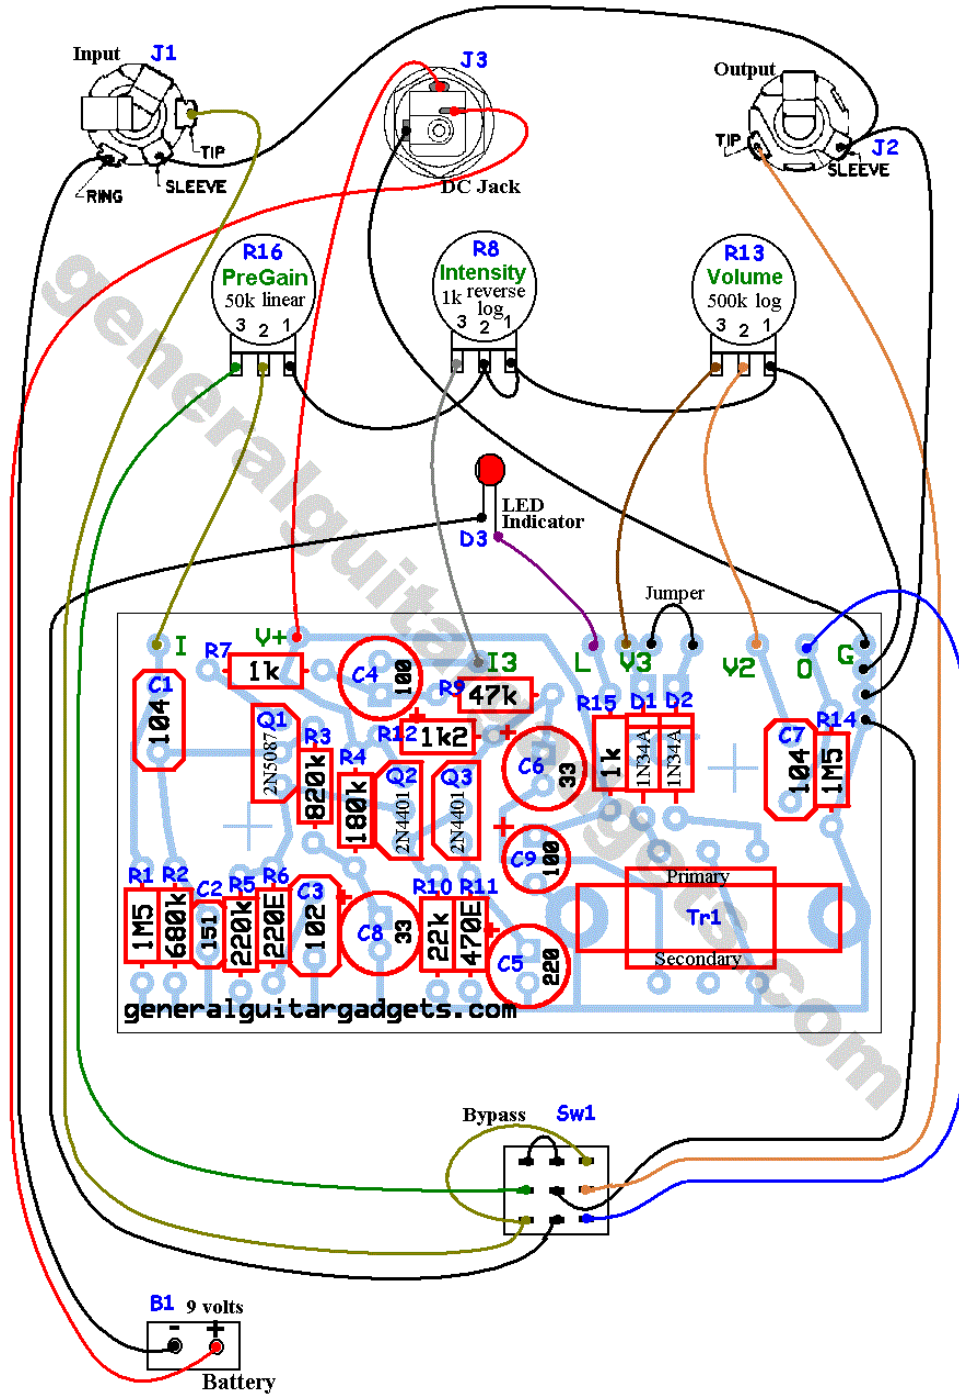 Input J1
TIP
RING
SLEEVE
J3
DC Jack
Output
TIP
J2
SLEEVE
R16
PreGain
50k linear
3 2 1
R8
Intensity
1k reverse
log
3 2 1
R13
Volume
500k log
3 2 1
LED
Indicator
D3
Jumper
I V+ I3 L V3 V2 O G
R7 1k
C4 100
R9 47k
R15 1k
D1 1N34A
D2 1N34A
C7 104
R14 1M5
C1 104
Q1 2N5087
R3 820k
R4 180k
R12 1k2
+
Q2 2N4401
Q3 2N4401
+
C6 33
+
C9 100
R1 1M5
R2 680k
C2 151
R5 220k
R6 220E
C3 102
+
C8 33
R10 22k
R11 470E
+
C5 220
Primary
Tr1
Secondary
generalguitargadgets.com
generalguitargadgets.com
Bypass Sw1
B1 9 volts
- +
Battery